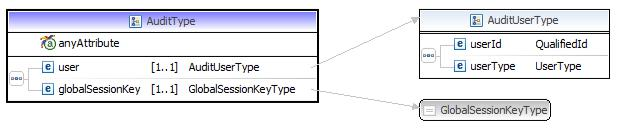 AuditType
anyAttribute
user [1..1] AuditUserType
globalSessionKey [1..1] GlobalSessionKeyType
AuditUserType
userId QualifiedId
userType UserType
GlobalSessionKeyType